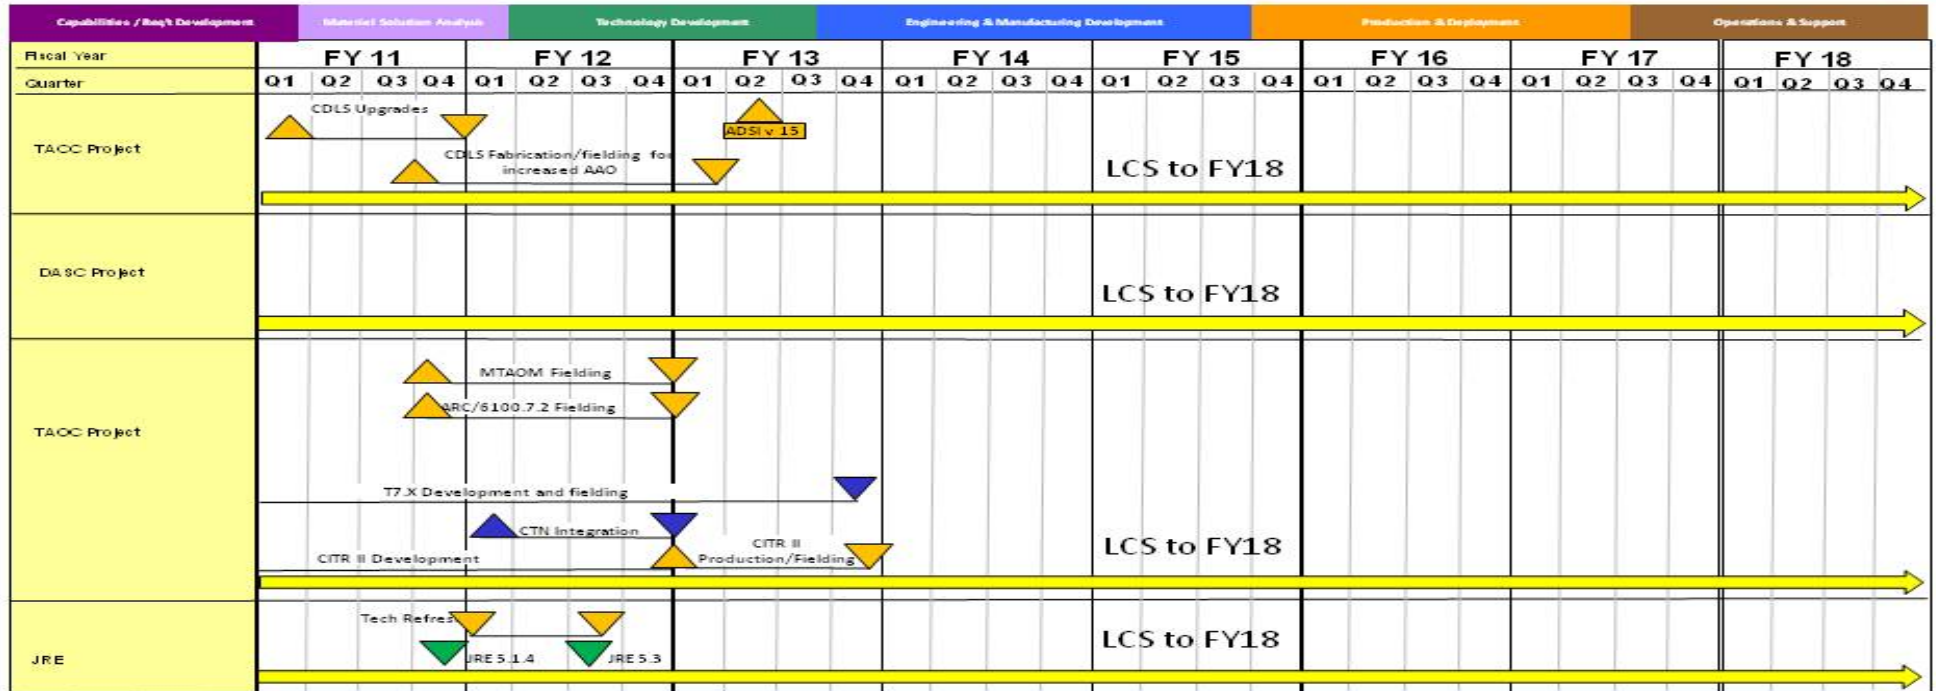 Capabilities / Req't Development Materiel Solution Analysis Technology Development Engineering & Manufacturing Development Production & Deployment Operations & Support
Fiscal Year FY 11 FY 12 FY 13 FY 14 FY 15 FY 16 FY 17 FY 18
Quarter Q1 Q2 Q3 Q4 Q1 Q2 Q3 Q4 Q1 Q2 Q3 Q4 Q1 Q2 Q3 Q4 Q1 Q2 Q3 Q4 Q1 Q2 Q3 Q4 Q1 Q2 Q3 Q4 Q1 Q2 Q3 Q4
CDLS Upgrades
ADSI v 15
TACC Project
CDLS Fabrication/fielding for
increased AAO
LCS to FY18
DASC Project
LCS to FY18
MTAOM Fielding
ARC/6100.7.2 Fielding
TAOC Project
T7.X Development and fielding
CTN Integration
CITR II
Production/Fielding
CITR II Development
LCS to FY18
Tech Refres
LCS to FY18
JRE
JRE 5.1.4
JRE 5.3